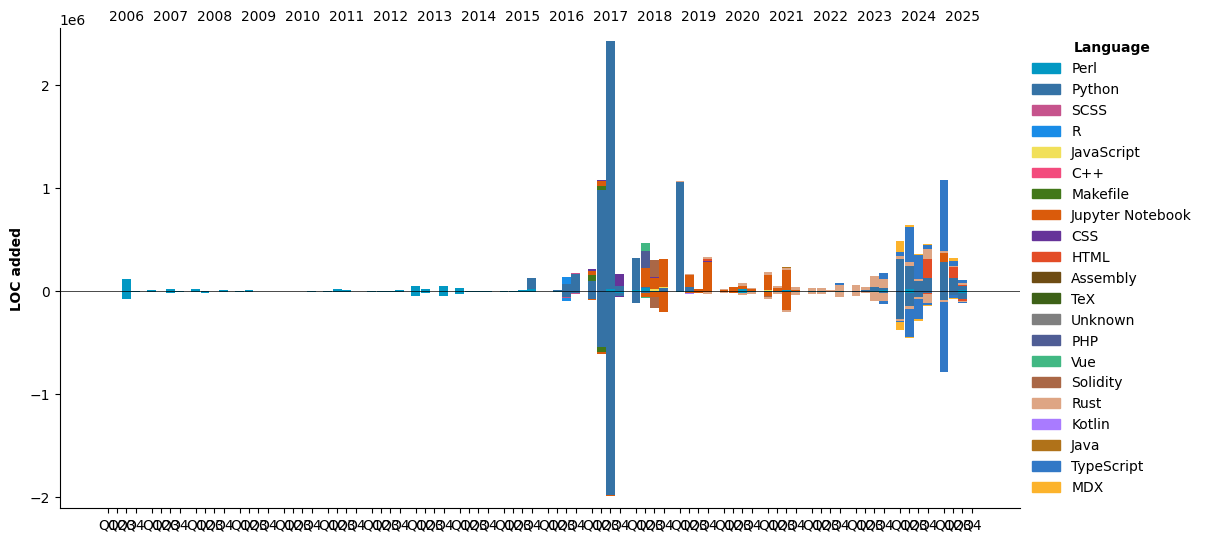 2006 2007 2008 2009 2010 2011 2012 2013 2014 2015 2016 2017 2018 2019 2020 2021 2022 2023 2024 2025
1e6
Language
Perl
Python
SCSS
R
JavaScript
C++
Makefile
Jupyter Notebook
CSS
HTML
Assembly
TeX
Unknown
PHP
Vue
Solidity
Rust
Kotlin
Java
TypeScript
MDX
2
1
0
−1
−2
LOC added